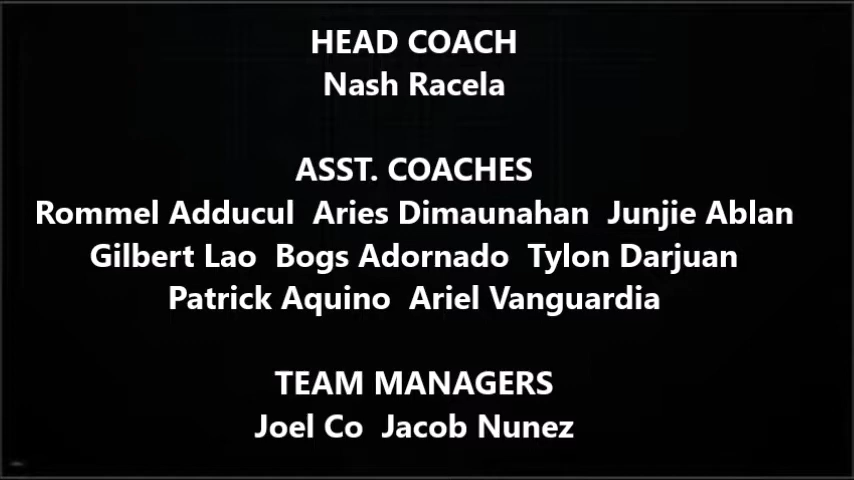 HEAD COACH
Nash Racela
ASST. COACHES
Rommel Adducul Aries Dimaunahan Junjie Ablan
Gilbert Lao Bogs Adornado Tylon Darjuan
Patrick Aquino Ariel Vanguardia
TEAM MANAGERS
Joel Co Jacob Nunez